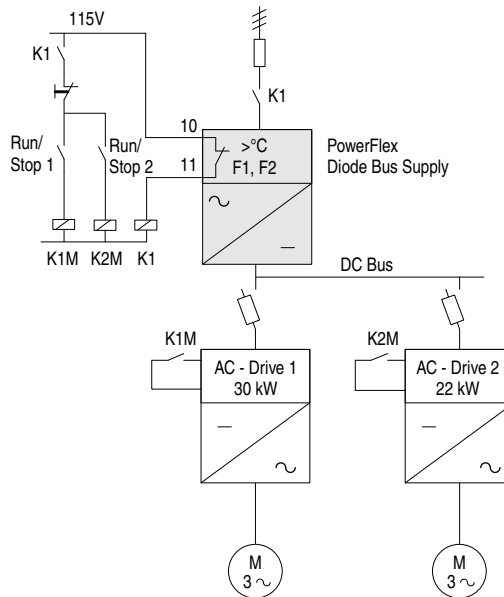 115V
K1
K1
10
Run/
Stop 1
Run/
Stop 2
11
>°C
F1, F2
PowerFlex
Diode Bus Supply
K1M
K2M
K1
DC Bus
K1M
AC - Drive 1
30 kW
K2M
AC - Drive 2
22 kW
M
3 ~
M
3 ~